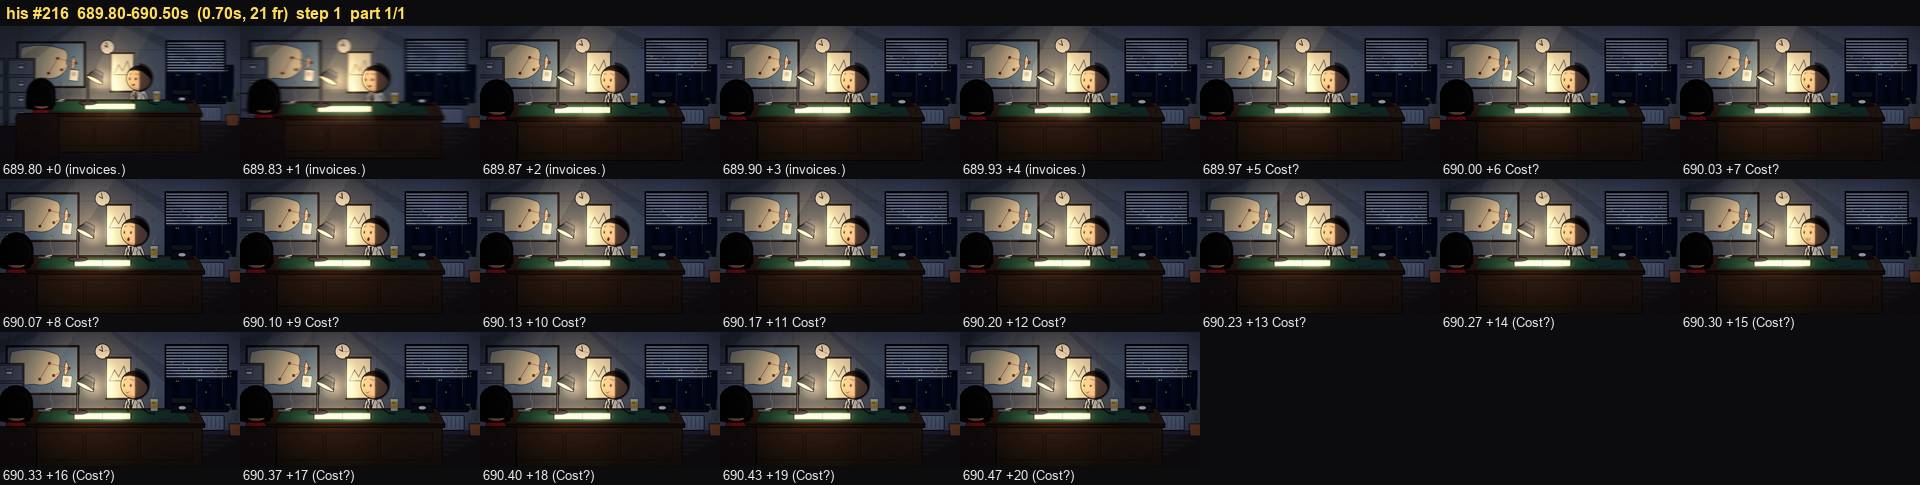 his #216 689.80-690.50s (0.70s, 21 fr) step 1 part 1/1
689.80 +0 (invoices.)
689.83 +1 (invoices.)
689.87 +2 (invoices.)
689.90 +3 (invoices.)
689.93 +4 (invoices.)
689.97 +5 Cost?
690.00 +6 Cost?
690.03 +7 Cost?
690.07 +8 Cost?
690.10 +9 Cost?
690.13 +10 Cost?
690.17 +11 Cost?
690.20 +12 Cost?
690.23 +13 Cost?
690.27 +14 (Cost?)
690.30 +15 (Cost?)
690.33 +16 (Cost?)
690.37 +17 (Cost?)
690.40 +18 (Cost?)
690.43 +19 (Cost?)
690.47 +20 (Cost?)